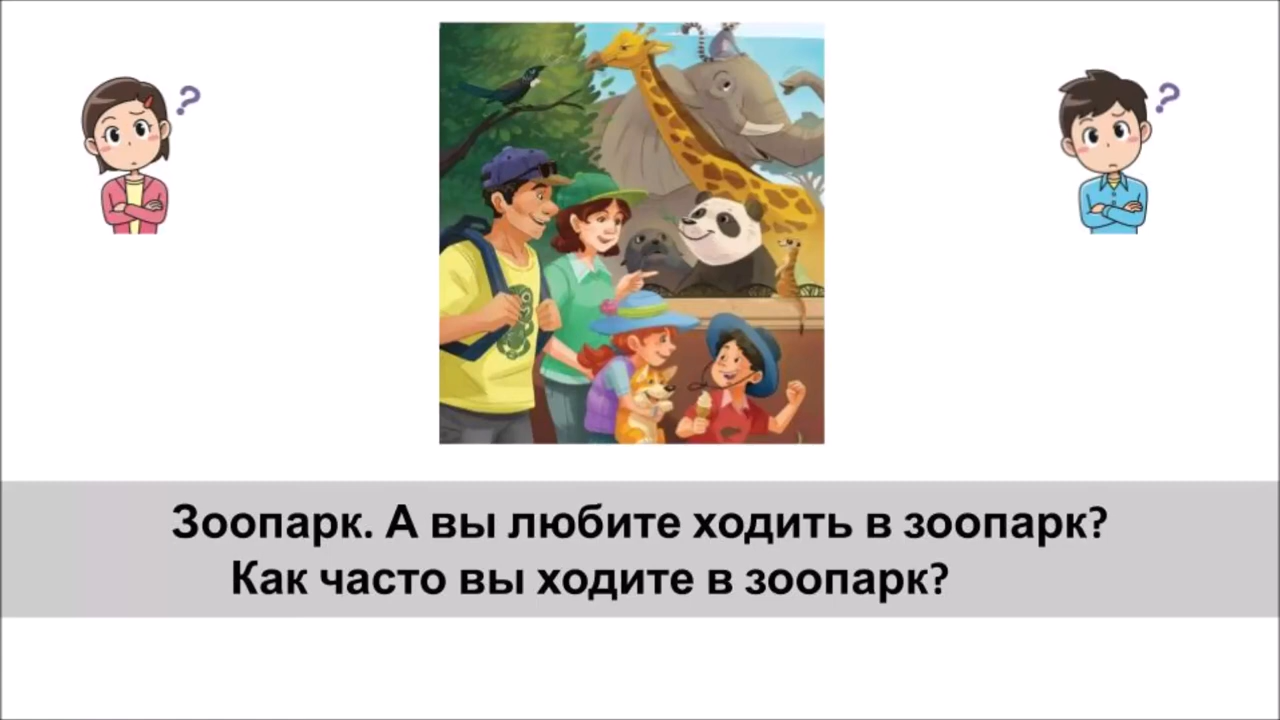 Зоопарк. А вы любите ходить в зоопарк?
Как часто вы ходите в зоопарк?